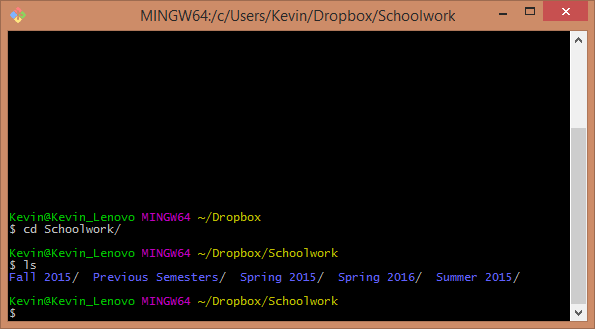 MINGW64:/c/Users/Kevin/Dropbox/Schoolwork
Kevin@Kevin_Lenovo MINGW64 ~/Dropbox
$ cd Schoolwork/
Kevin@Kevin_Lenovo MINGW64 ~/Dropbox/Schoolwork
$ ls
Fall 2015/  Previous Semesters/  Spring 2015/  Spring 2016/  Summer 2015/
Kevin@Kevin_Lenovo MINGW64 ~/Dropbox/Schoolwork
$